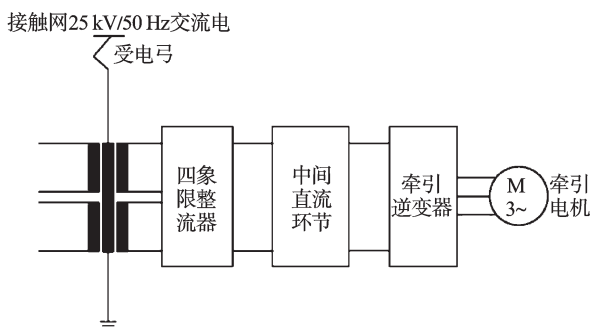 接触网25 kV/50 Hz交流电
受电弓
四象
限整
流器
中间
直流
环节
牵引
逆变器
M
3~
牵引
电机